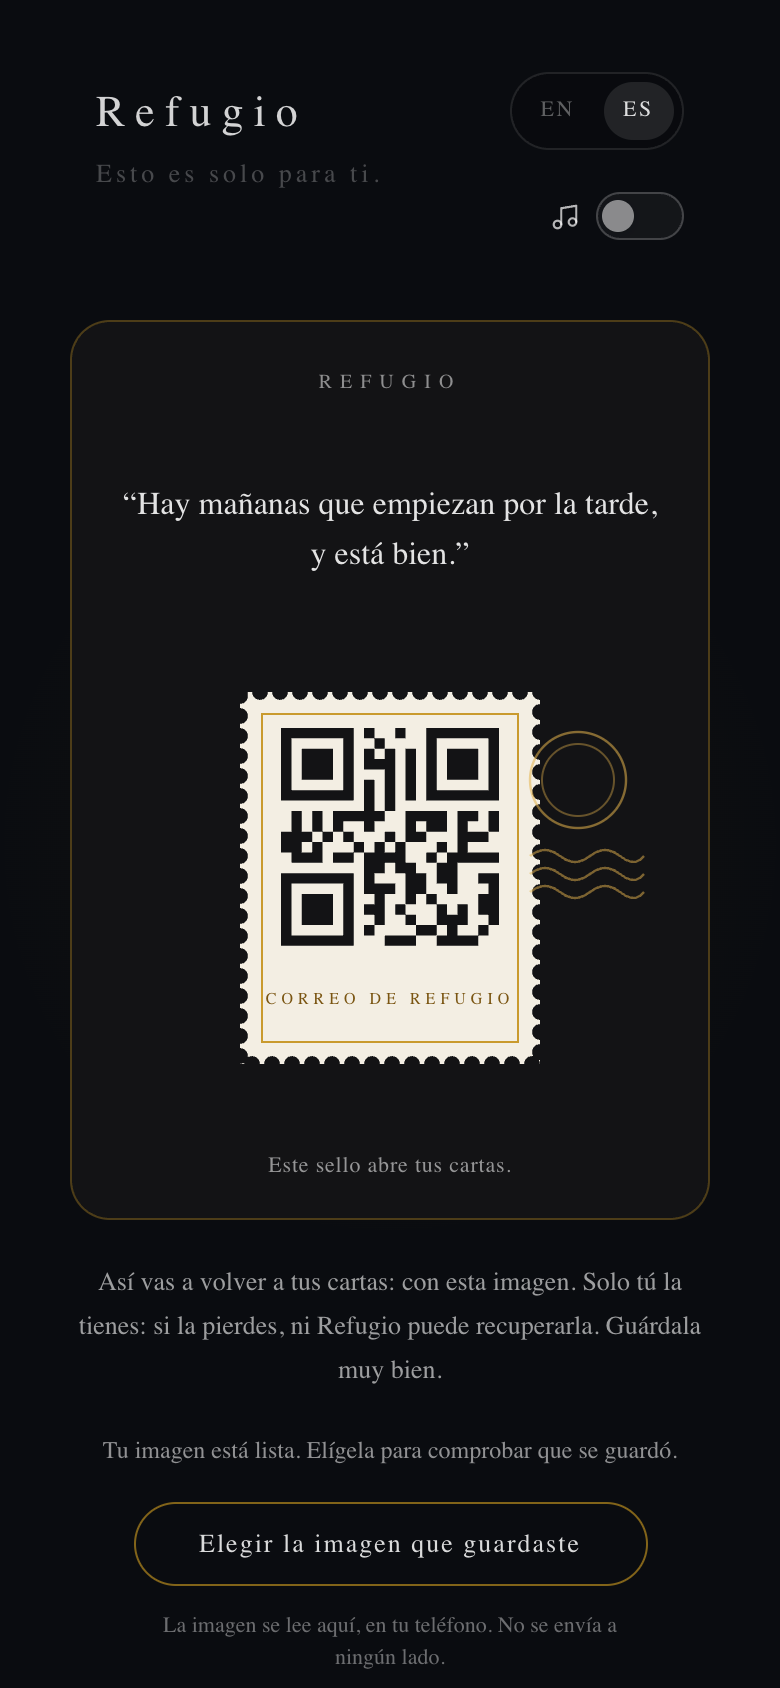 Refugio
EN ES
Esto es solo para ti.
REFUGIO
“Hay mañanas que empiezan por la tarde,
y está bien.”
CORREO DE REFUGIO
Este sello abre tus cartas.
Así vas a volver a tus cartas: con esta imagen. Solo tú la
tienes: si la pierdes, ni Refugio puede recuperarla. Guárdala
muy bien.
Tu imagen está lista. Elígela para comprobar que se guardó.
Elegir la imagen que guardaste
La imagen se lee aquí, en tu teléfono. No se envía a
ningún lado.